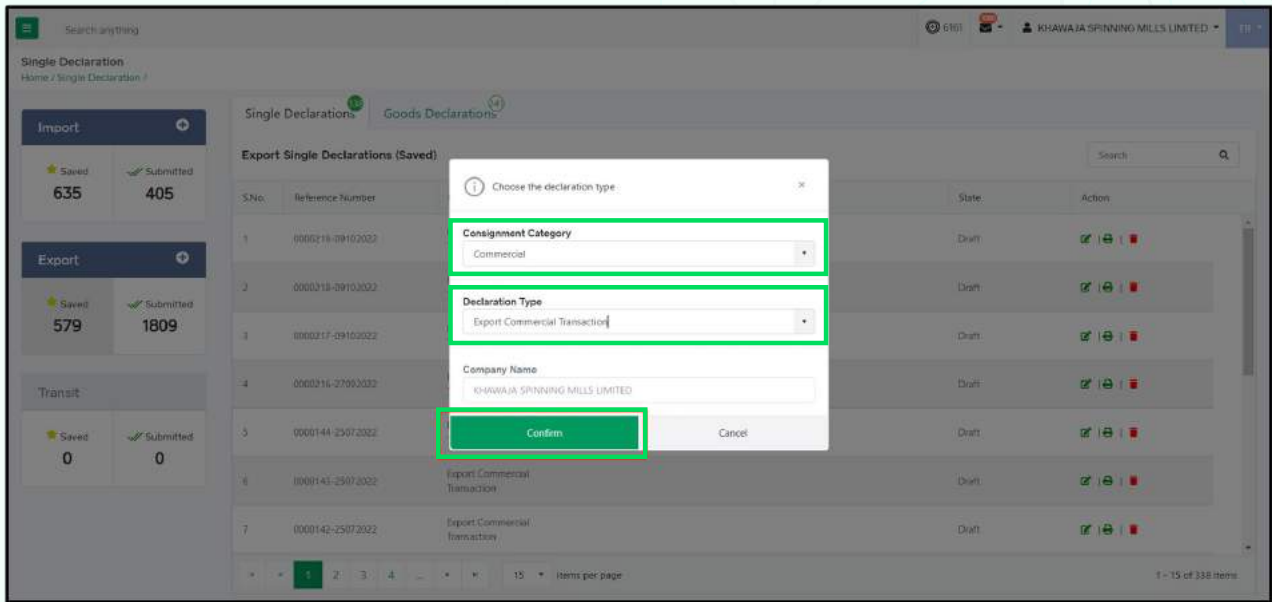 Search anything
6161
KHAWAJA SPINNING MILLS LIMITED
EN
Single Declaration
Home / Single Declaration /
Import
Saved Submitted
635 405
Export
Saved Submitted
579 1809
Transit
Saved Submitted
0 0
Single Declarations Goods Declarations
Export Single Declarations (Saved)
Search
S.No. Reference Number State Action
1 0000219-09102022 Draft
2 0000218-09102022 Draft
3 0000217-09102022 Draft
4 0000216-27092022 Draft
5 0000144-25072022 Draft
6 0000143-25072022 Export Commercial Transaction Draft
7 0000142-25072022 Export Commercial Transaction Draft
Choose the declaration type
Consignment Category
Commercial
Declaration Type
Export Commercial Transaction
Company Name
KHAWAJA SPINNING MILLS LIMITED
Confirm Cancel
1 2 3 4 ... 15 items per page
1 - 15 of 338 items